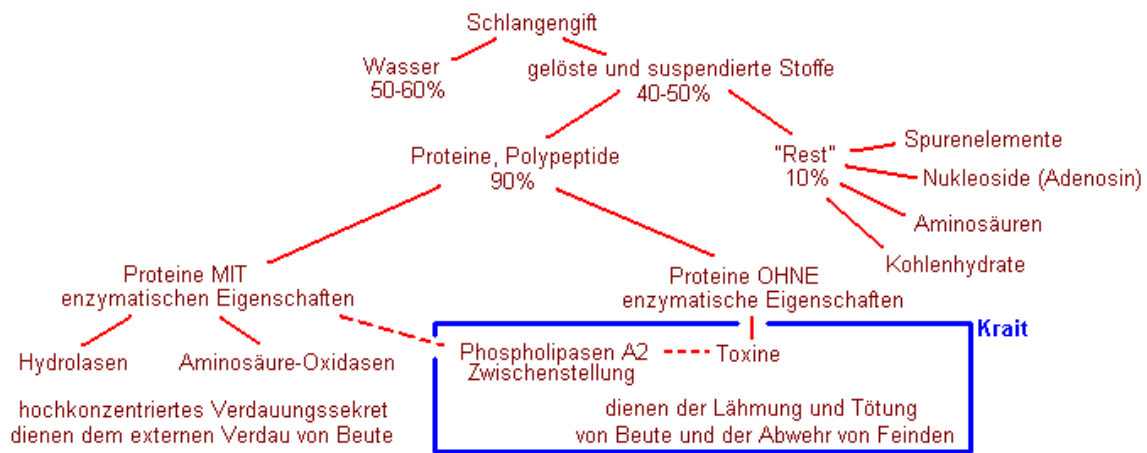 Schlangengift
Wasser
50-60%
gelöste und suspendierte Stoffe
40-50%
Proteine, Polypeptide
90%
"Rest"
10%
Spurenelemente
Nukleoside (Adenosin)
Aminosäuren
Kohlenhydrate
Proteine MIT
enzymatischen Eigenschaften
Proteine OHNE
enzymatische Eigenschaften
Krait
Hydrolasen
Aminosäure-Oxidasen
Phospholipasen A2
Zwischenstellung
Toxine
hochkonzentriertes Verdauungssekret
dienen dem externen Verdau von Beute
dienen der Lähmung und Tötung
von Beute und der Abwehr von Feinden